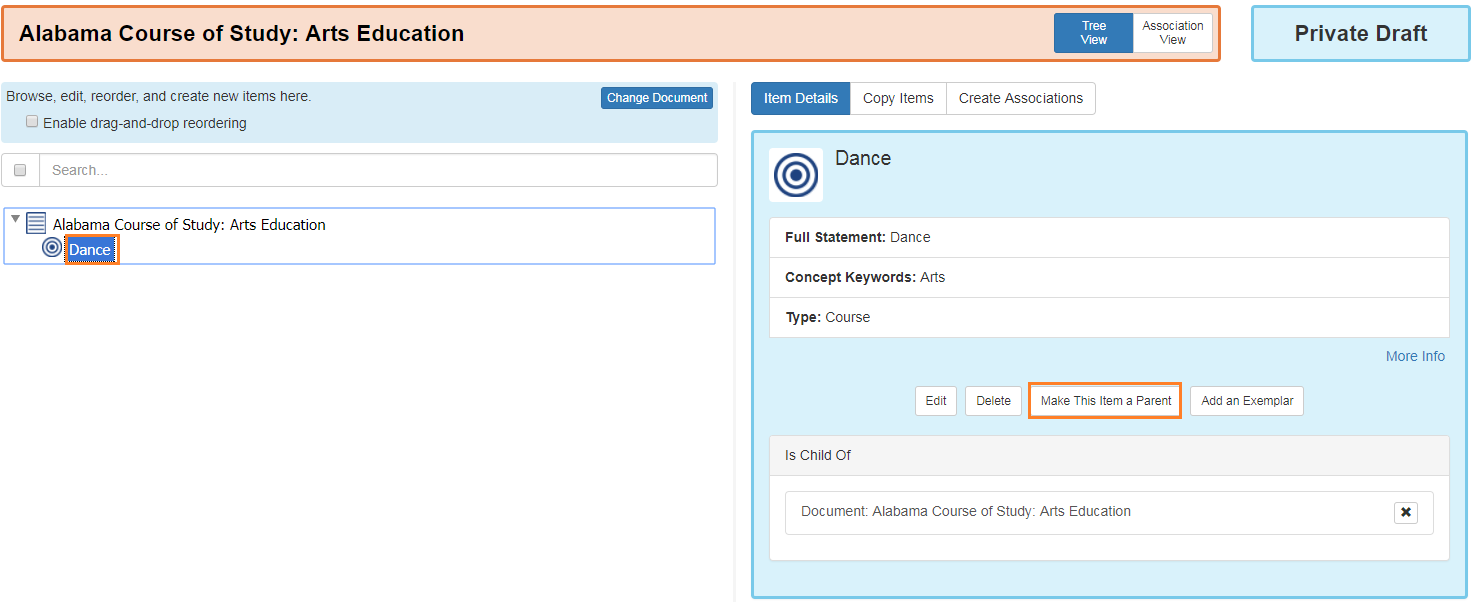 Alabama Course of Study: Arts Education
Tree
View
Association
View
Private Draft
Browse, edit, reorder, and create new items here.
Change Document
Enable drag-and-drop reordering
Search...
Alabama Course of Study: Arts Education
Dance
Item Details
Copy Items
Create Associations
Dance
Full Statement: Dance
Concept Keywords: Arts
Type: Course
More Info
Edit
Delete
Make This Item a Parent
Add an Exemplar
Is Child Of
Document: Alabama Course of Study: Arts Education